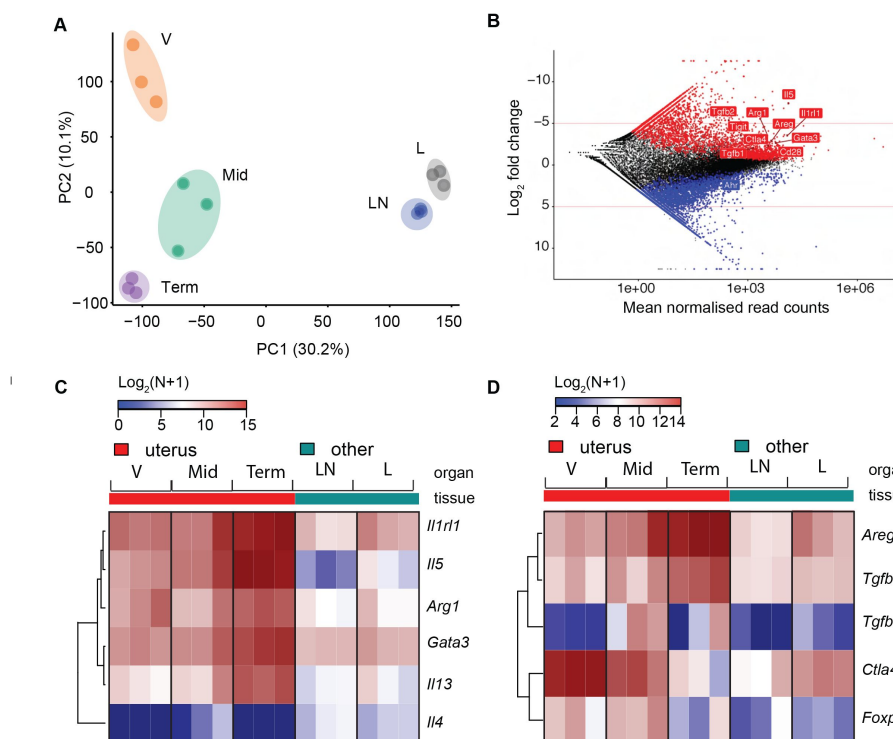 A
V
Mid
Term
L
LN
100
50
0
−50
−100
PC2 (10.1%)
−100
−50
0
50
100
150
PC1 (30.2%)
B
−10
−5
0
5
10
Log2 fold change
Il5
Tgfb2
Arg1
Il1rl1
Tigit
Areg
Ctla4
Gata3
Tgfb1
Cd28
Ahr
1e+00
1e+03
1e+06
Mean normalised read counts
C
Log2(N+1)
0 5 10 15
uterus other
V Mid Term LN L organ
tissue
Il1rl1
Il5
Arg1
Gata3
Il13
Il4
D
Log2(N+1)
2 4 6 8 10 1214
uterus other
V Mid Term LN L orga
tiss
Areg
Tgfb
Tgfb
Ctla4
Foxp